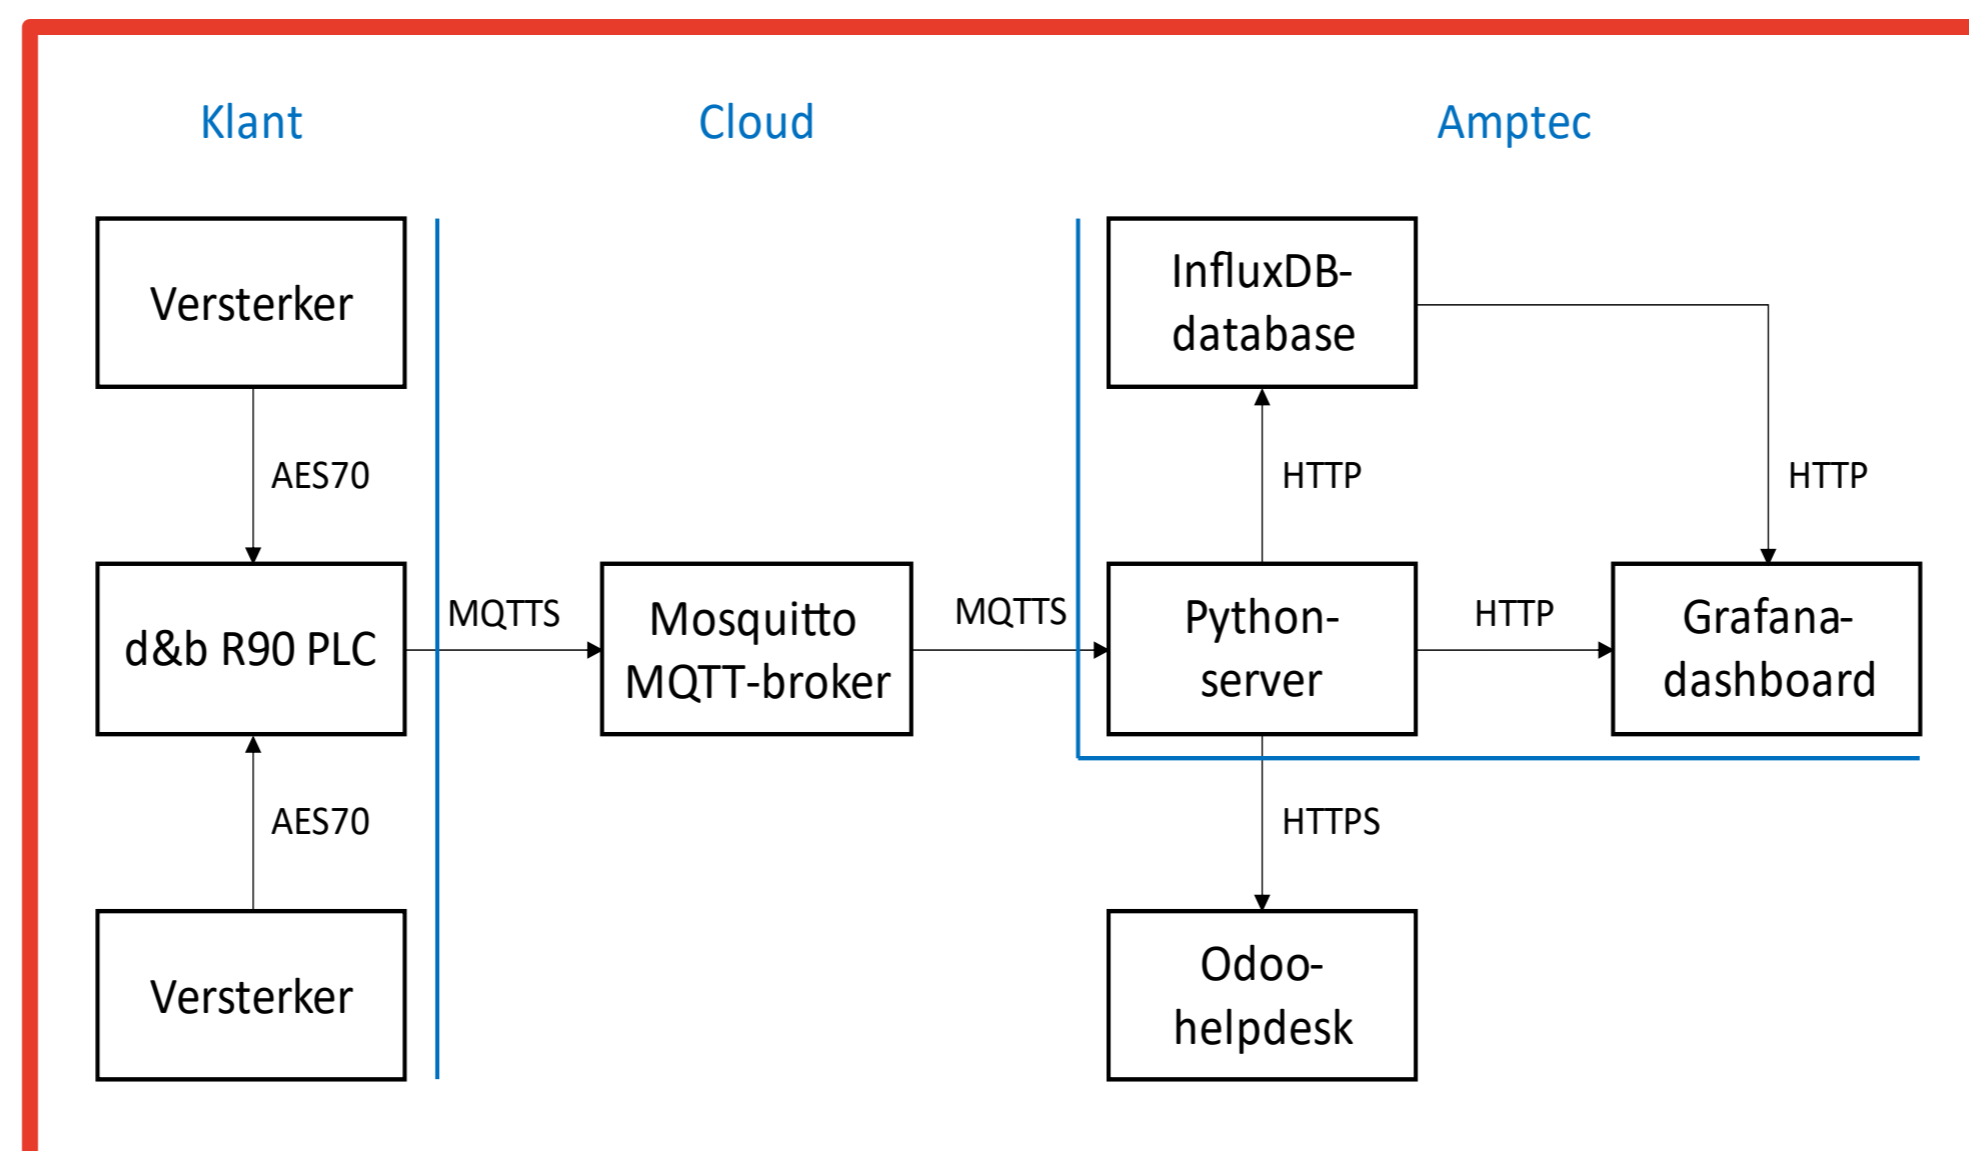 Klant
Cloud
Amptec
Versterker
InfluxDB-
database
AES70
HTTP
HTTP
d&b R90 PLC
MQTTS
Mosquitto
MQTT-broker
MQTTS
Python-
server
HTTP
Grafana-
dashboard
AES70
HTTPS
Versterker
Odoo-
helpdesk